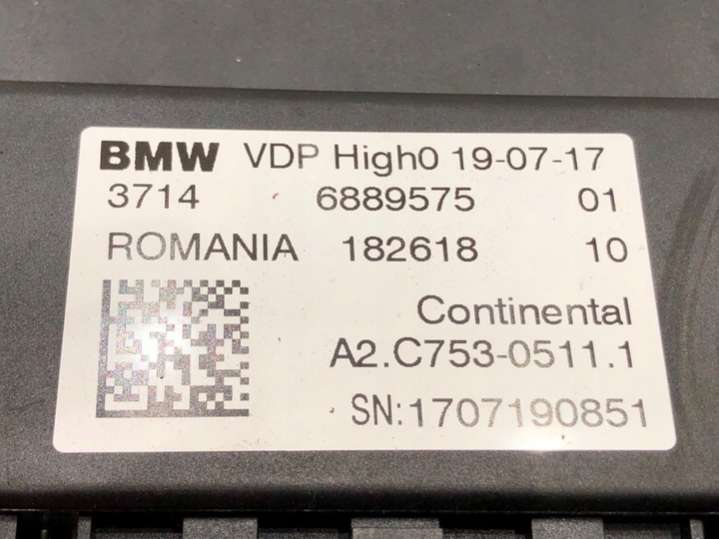 BMW VDP High0 19-07-17
3714 6889575 01
ROMANIA 182618 10
Continental
A2.C753-0511.1
SN:1707190851